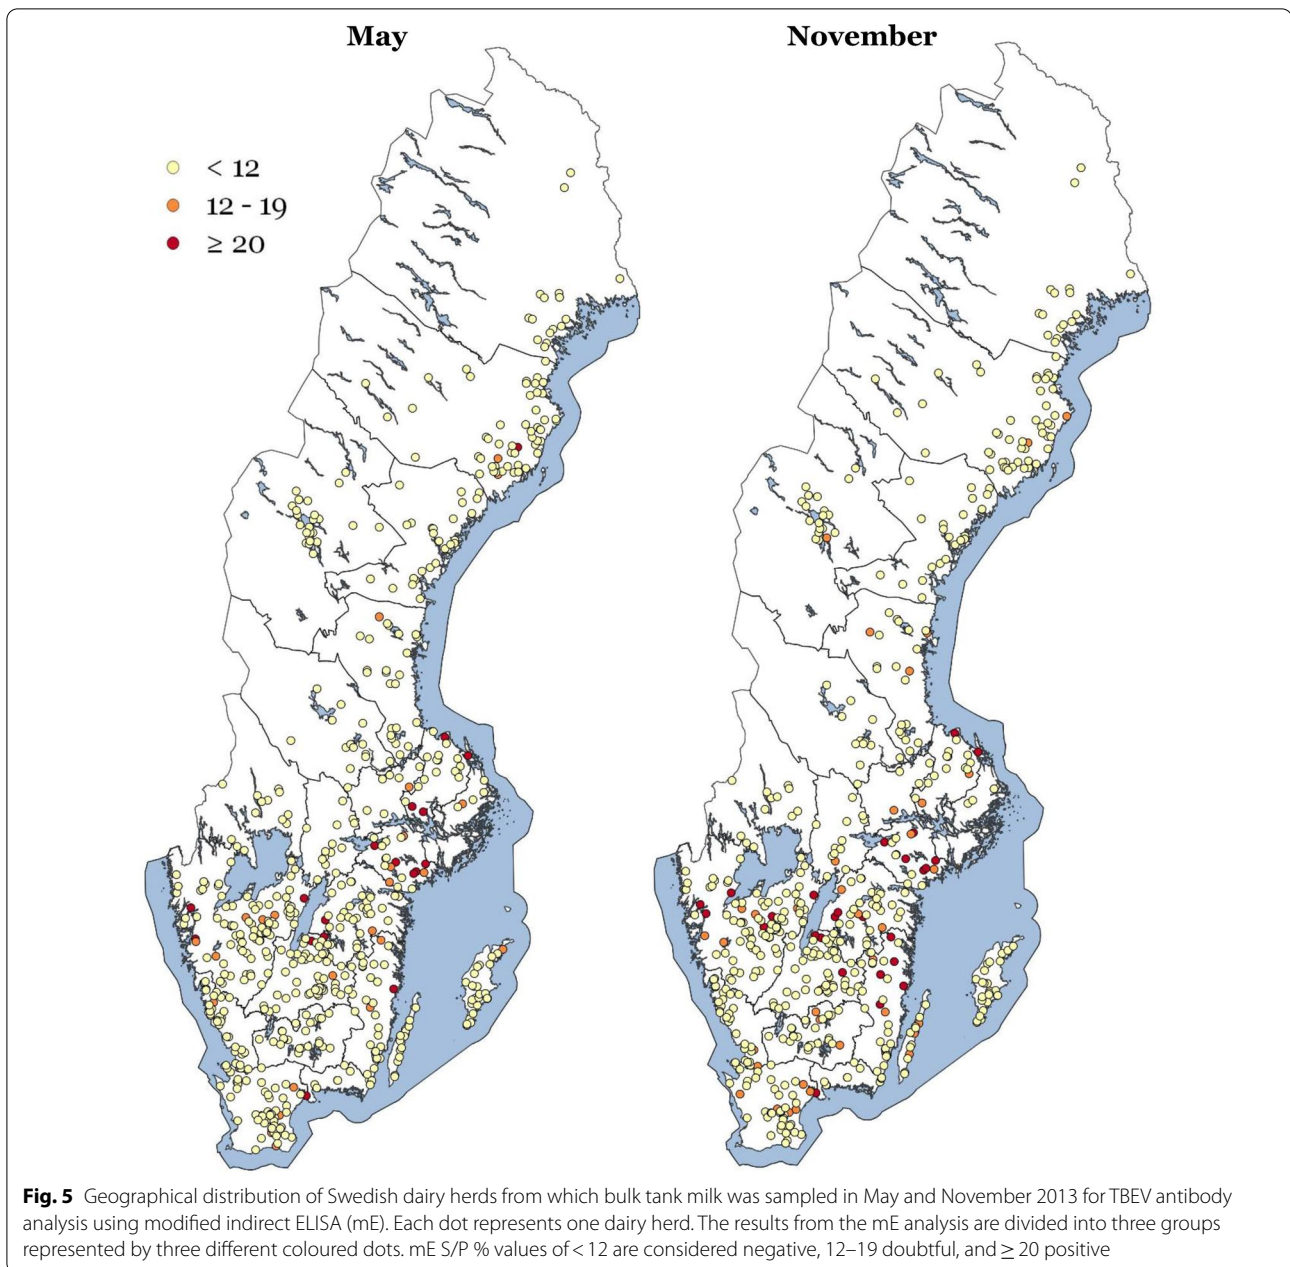 May
November
< 12
12 - 19
≥ 20
Fig. 5 Geographical distribution of Swedish dairy herds from which bulk tank milk was sampled in May and November 2013 for TBEV antibody
analysis using modified indirect ELISA (mE). Each dot represents one dairy herd. The results from the mE analysis are divided into three groups
represented by three different coloured dots. mE S/P % values of < 12 are considered negative, 12–19 doubtful, and ≥ 20 positive